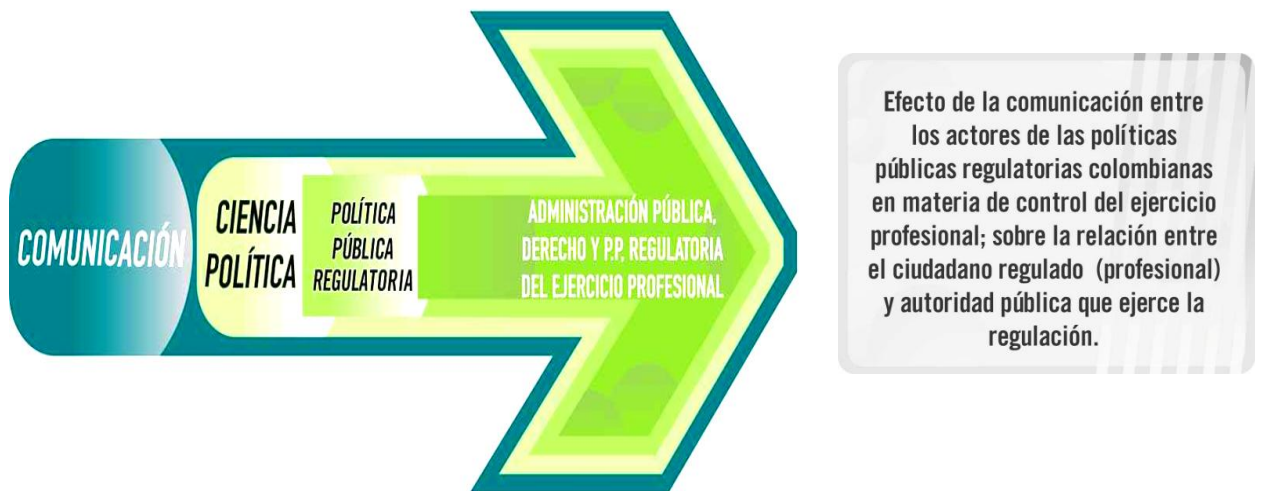 COMUNICACIÓN
CIENCIA
POLÍTICA
POLÍTICA
PÚBLICA
REGULATORIA
ADMINISTRACIÓN PÚBLICA,
DERECHO Y P.P, REGULATORIA
DEL EJERCICIO PROFESIONAL
Efecto de la comunicación entre
los actores de las políticas
públicas regulatorias colombianas
en materia de control del ejercicio
profesional; sobre la relación entre
el ciudadano regulado (profesional)
y autoridad pública que ejerce la
regulación.